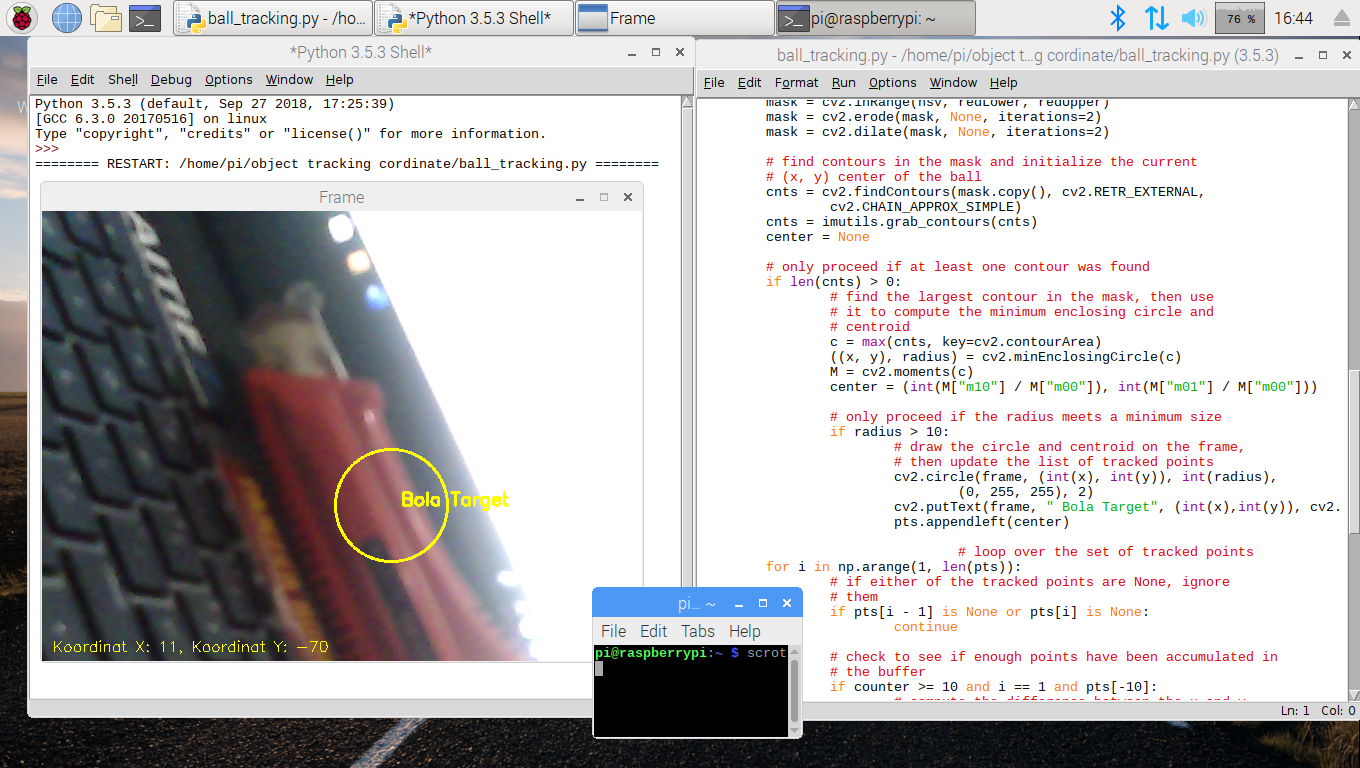 ball_tracking.py - /ho...
*Python 3.5.3 Shell*
Frame
pi@raspberrypi: ~
76 %
16:44
*Python 3.5.3 Shell*
File Edit Shell Debug Options Window Help
Python 3.5.3 (default, Sep 27 2018, 17:25:39)
[GCC 6.3.0 20170516] on linux
Type "copyright", "credits" or "license()" for more information.
>>>
======== RESTART: /home/pi/object tracking cordinate/ball_tracking.py ========
Frame
Bola Target
Koordinat X: 11, Koordinat Y: -70
ball_tracking.py - /home/pi/object t...g cordinate/ball_tracking.py (3.5.3)
File Edit Format Run Options Window Help
mask = cv2.inRange(hsv, redLower, redUpper)
mask = cv2.erode(mask, None, iterations=2)
mask = cv2.dilate(mask, None, iterations=2)
# find contours in the mask and initialize the current
# (x, y) center of the ball
cnts = cv2.findContours(mask.copy(), cv2.RETR_EXTERNAL,
cv2.CHAIN_APPROX_SIMPLE)
cnts = imutils.grab_contours(cnts)
center = None
# only proceed if at least one contour was found
if len(cnts) > 0:
# find the largest contour in the mask, then use
# it to compute the minimum enclosing circle and
# centroid
c = max(cnts, key=cv2.contourArea)
((x, y), radius) = cv2.minEnclosingCircle(c)
M = cv2.moments(c)
center = (int(M["m10"] / M["m00"]), int(M["m01"] / M["m00"]))
# only proceed if the radius meets a minimum size
if radius > 10:
# draw the circle and centroid on the frame,
# then update the list of tracked points
cv2.circle(frame, (int(x), int(y)), int(radius),
(0, 255, 255), 2)
cv2.putText(frame, " Bola Target", (int(x),int(y)), cv2.
pts.appendleft(center)
# loop over the set of tracked points
for i in np.arange(1, len(pts)):
# if either of the tracked points are None, ignore
# them
if pts[i - 1] is None or pts[i] is None:
continue
# check to see if enough points have been accumulated in
# the buffer
if counter >= 10 and i == 1 and pts[-10]:
Ln: 1 Col: 0
pi... ~
File Edit Tabs Help
pi@raspberrypi:~ $ scrot